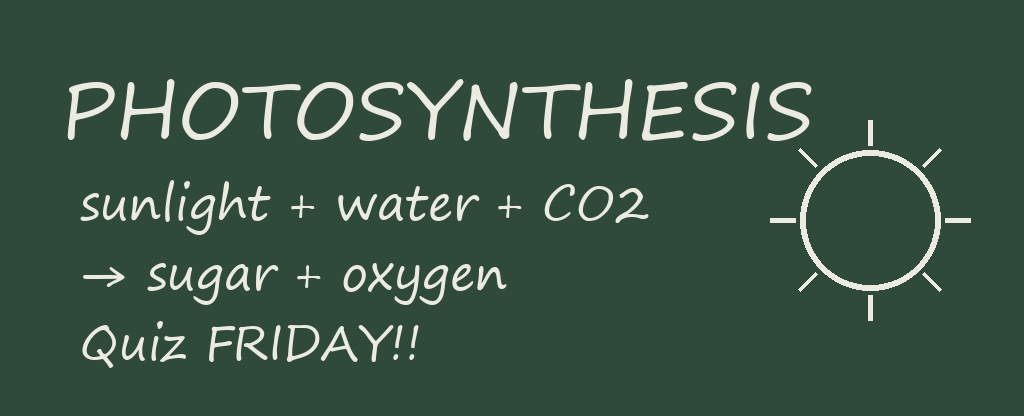 PHOTOSYNTHESIS
sunlight + water + CO2
→ sugar + oxygen
Quiz FRIDAY!!